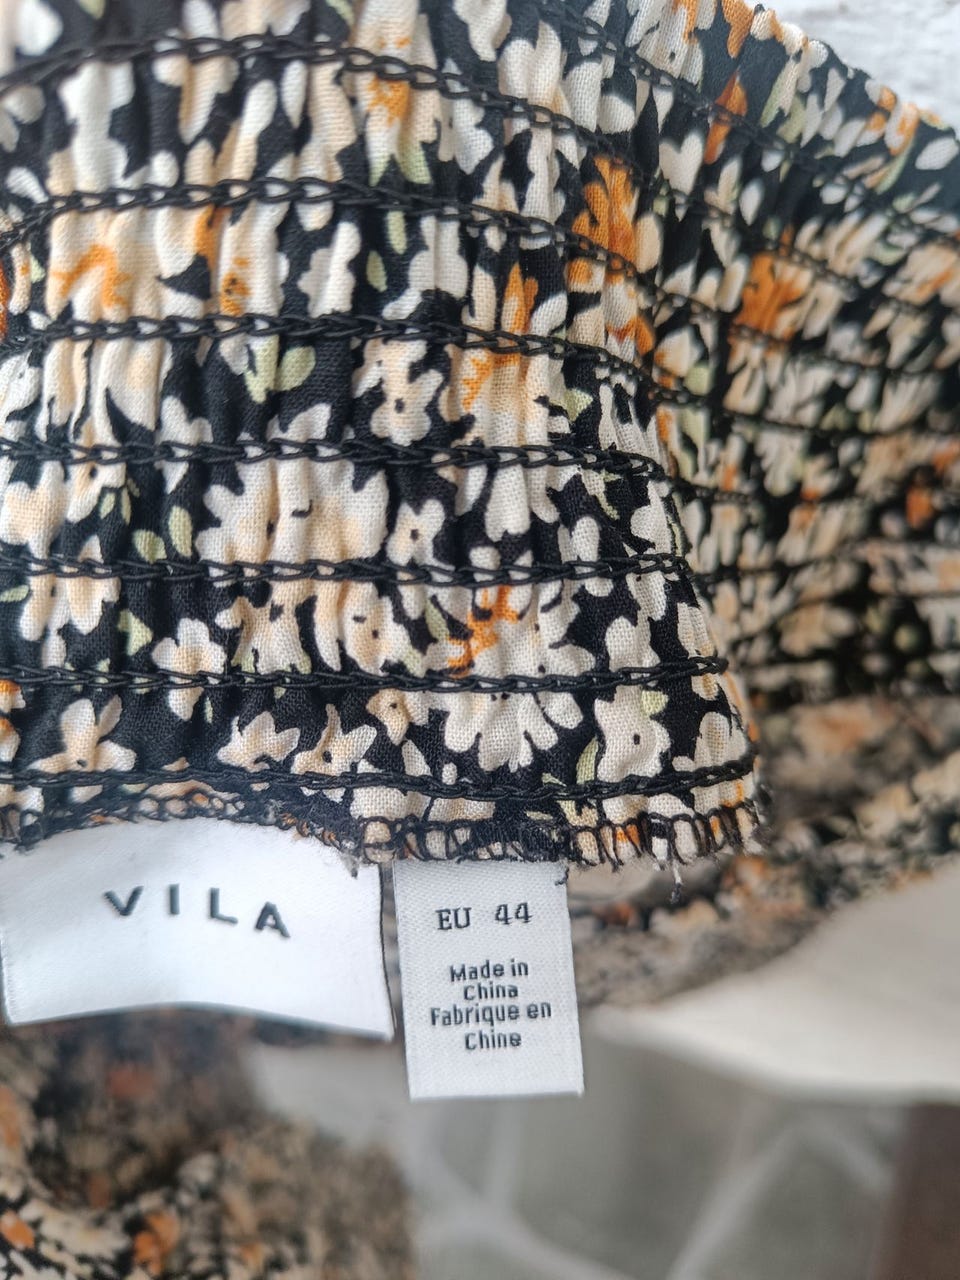 VILA
EU 44
Made in
China
Fabrique en
Chine